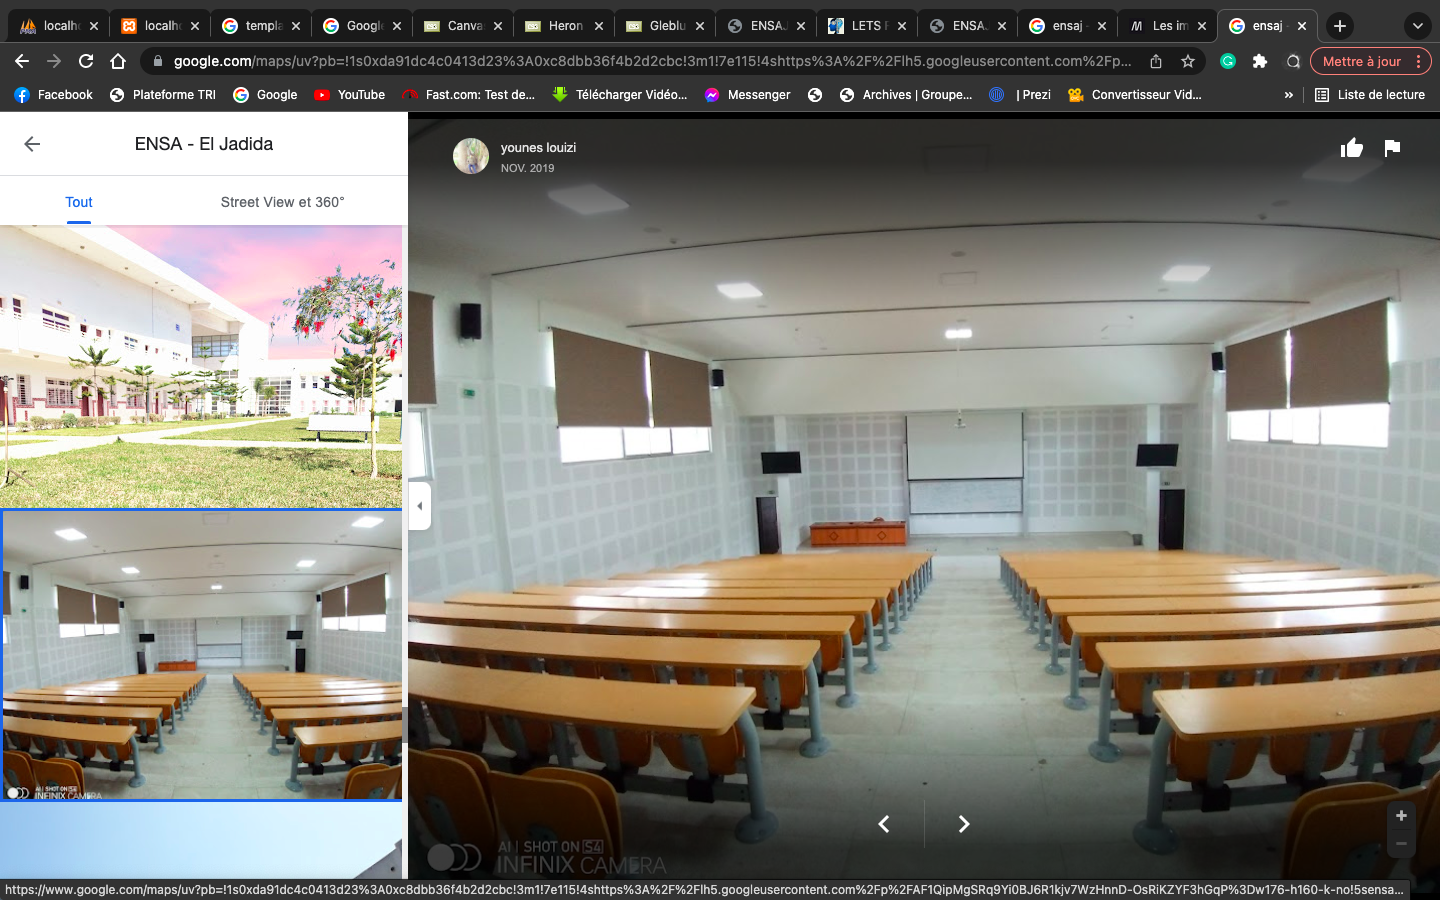 localho
localho
templa
Google
Canva
Heron
Gleblu
ENSAJ
LETS F
ENSA.
ensaj -
Les im
ensaj -
google.com/maps/uv?pb=!1s0xda91dc4c0413d23%3A0xc8dbb36f4b2d2cbc!3m1!7e115!4shttps%3A%2F%2Flh5.googleusercontent.com%2Fp...
Mettre à jour
Facebook
Plateforme TRI
Google
YouTube
Fast.com: Test de...
Télécharger Vidéo...
Messenger
Archives | Groupe...
| Prezi
Convertisseur Vid...
»
Liste de lecture
ENSA - El Jadida
Tout
Street View et 360°
younes louizi
NOV. 2019
AI | SHOT ON S4
INFINIX CAMERA
AI | SHOT ON S4
INFINIX CAMERA
https://www.google.com/maps/uv?pb=!1s0xda91dc4c0413d23%3A0xc8dbb36f4b2d2cbc!3m1!7e115!4shttps%3A%2F%2Flh5.googleusercontent.com%2Fp%2FAF1QipMgSRq9Yi0BJ6R1kjv7WzHnnD-OsRiKZYF3hGqP%3Dw176-h160-k-no!5sensa...